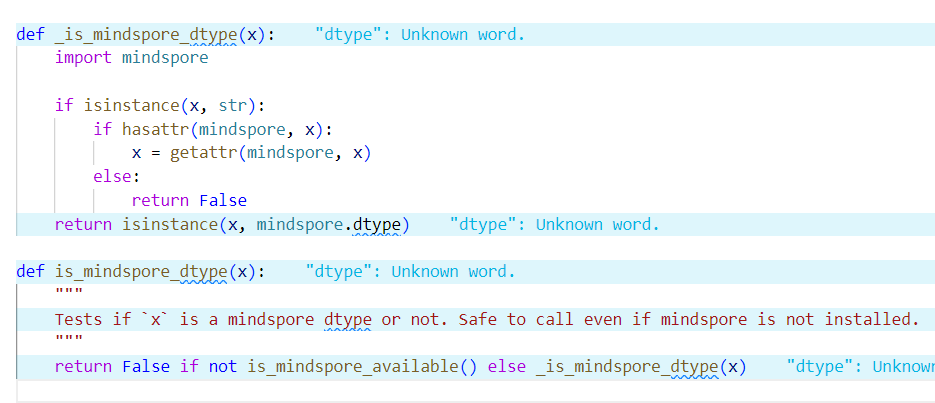 def _is_mindspore_dtype(x):    "dtype": Unknown word.
    import mindspore

    if isinstance(x, str):
        if hasattr(mindspore, x):
            x = getattr(mindspore, x)
        else:
            return False
    return isinstance(x, mindspore.dtype)    "dtype": Unknown word.

def is_mindspore_dtype(x):    "dtype": Unknown word.
    """
    Tests if `x` is a mindspore dtype or not. Safe to call even if mindspore is not installed.
    """
    return False if not is_mindspore_available() else _is_mindspore_dtype(x)    "dtype": Unknow